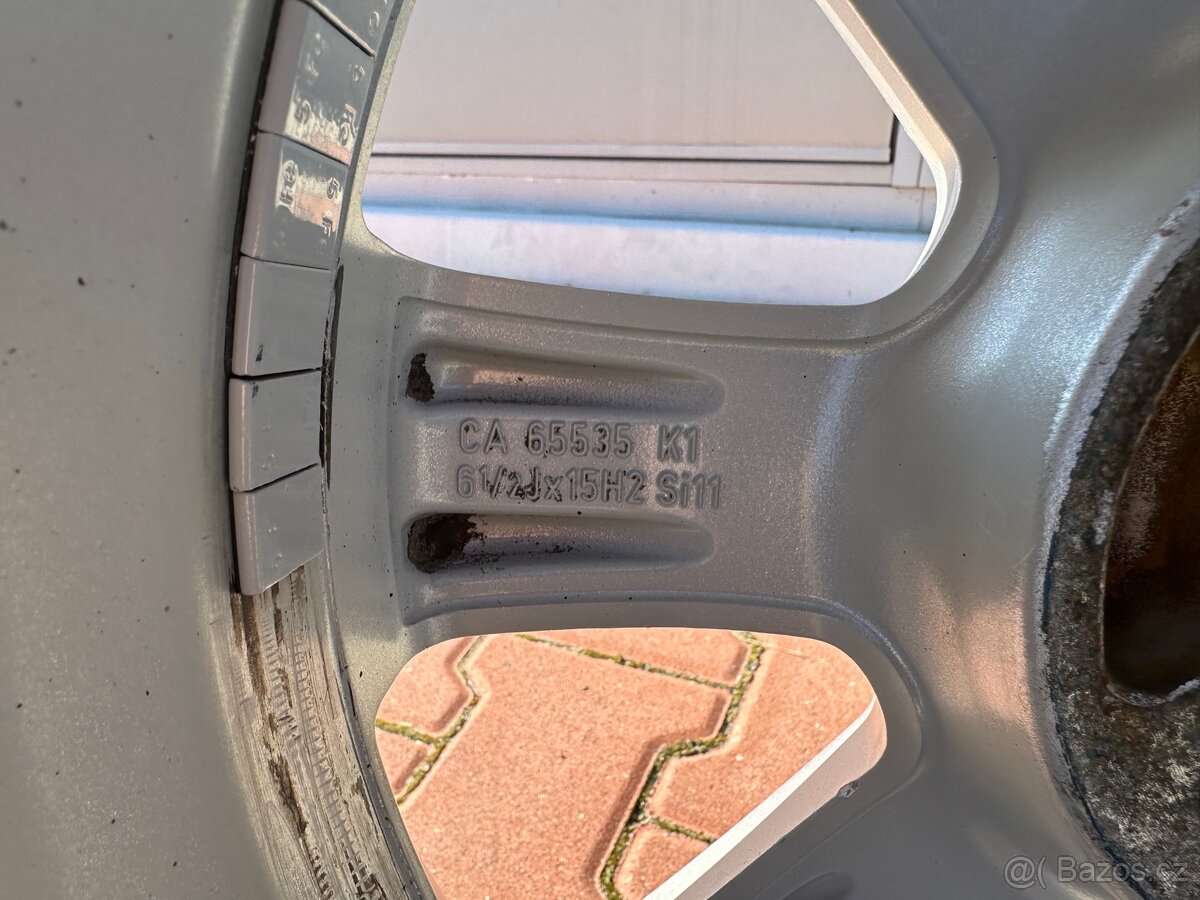 CA 65535 K1
6½Jx15H2 Si11
@( Bazos.cz